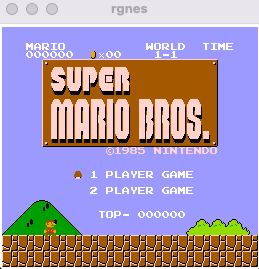 rgnes
MARIO WORLD TIME
000000 ×00 1-1
SUPER
MARIO BROS.
©1985 NINTENDO
1 PLAYER GAME
2 PLAYER GAME
TOP- 000000